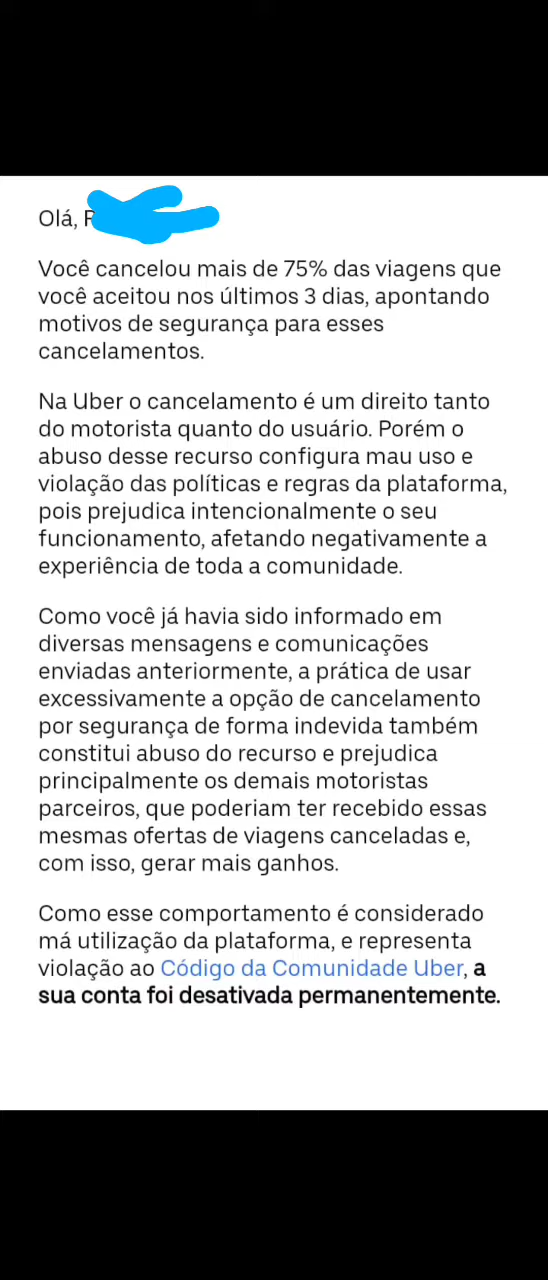 Olá,
Você cancelou mais de 75% das viagens que
você aceitou nos últimos 3 dias, apontando
motivos de segurança para esses
cancelamentos.
Na Uber o cancelamento é um direito tanto
do motorista quanto do usuário. Porém o
abuso desse recurso configura mau uso e
violação das políticas e regras da plataforma,
pois prejudica intencionalmente o seu
funcionamento, afetando negativamente a
experiência de toda a comunidade.
Como você já havia sido informado em
diversas mensagens e comunicações
enviadas anteriormente, a prática de usar
excessivamente a opção de cancelamento
por segurança de forma indevida também
constitui abuso do recurso e prejudica
principalmente os demais motoristas
parceiros, que poderiam ter recebido essas
mesmas ofertas de viagens canceladas e,
com isso, gerar mais ganhos.
Como esse comportamento é considerado
má utilização da plataforma, e representa
violação ao Código da Comunidade Uber, a
sua conta foi desativada permanentemente.